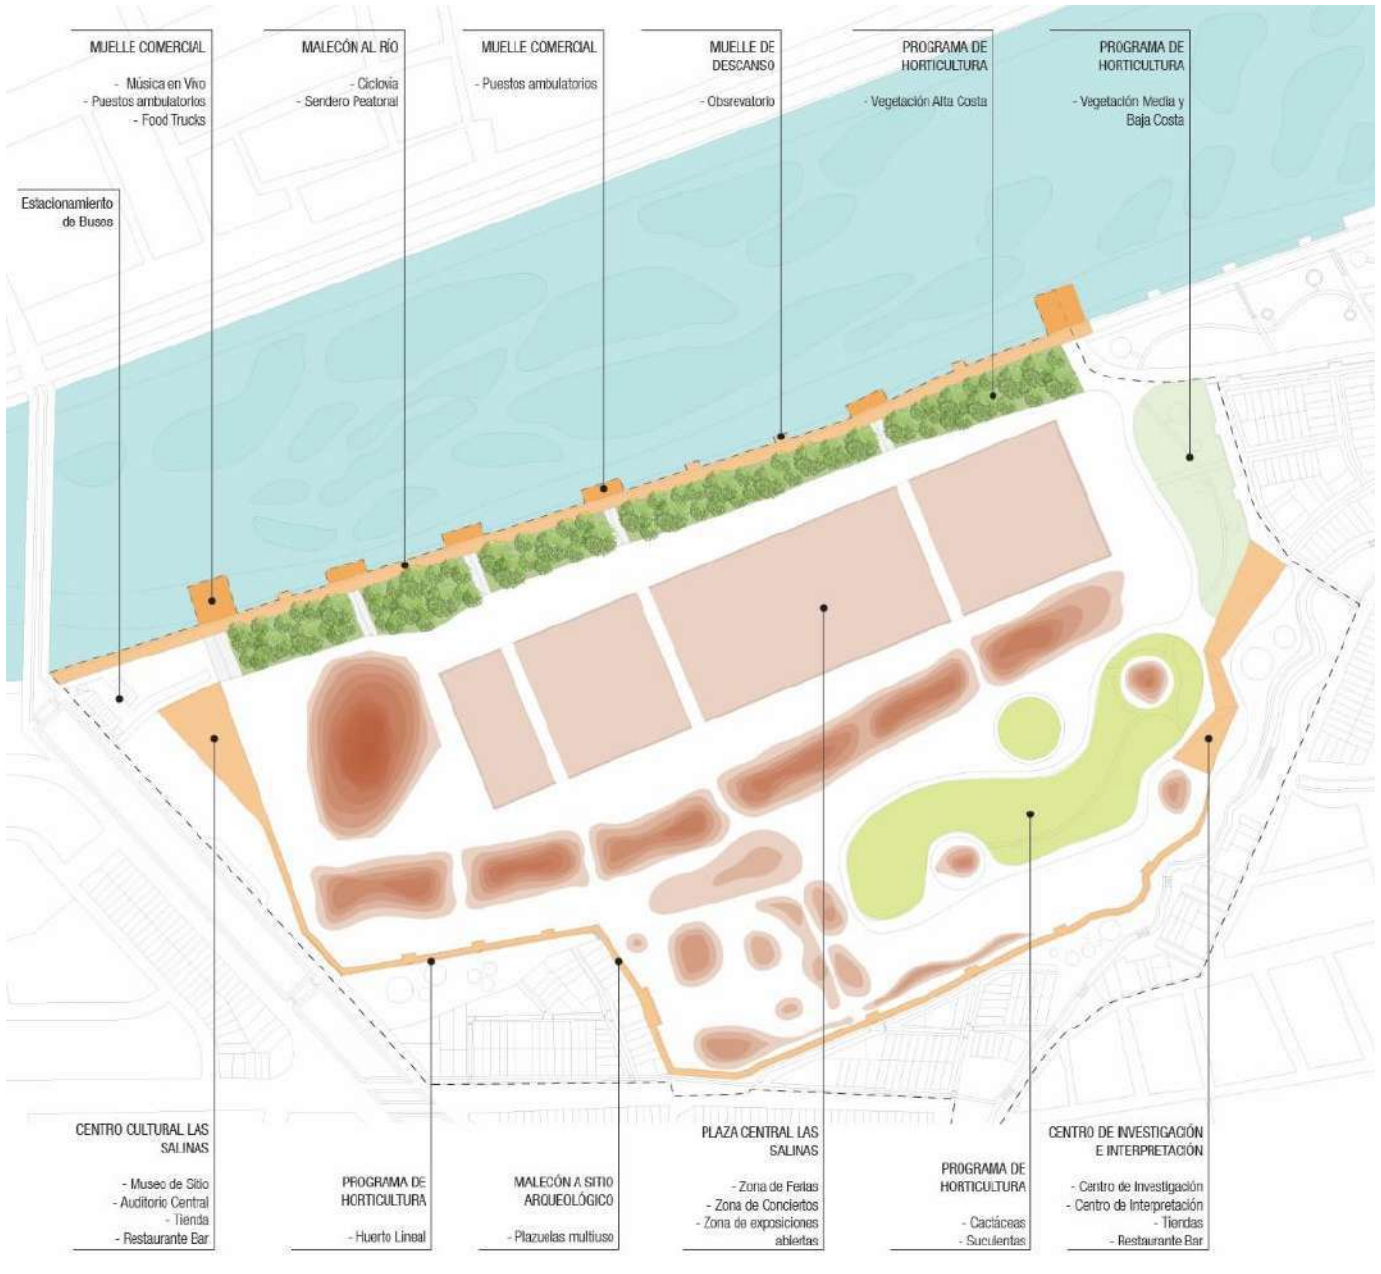 MUELLE COMERCIAL
- Música en Vivo
- Puestos ambulatorios
- Food Trucks
MALECÓN AL RÍO
- Ciclovía
- Sendero Peatonal
MUELLE COMERCIAL
- Puestos ambulatorios
MUELLE DE
DESCANSO
- Obsrevatorio
PROGRAMA DE
HORTICULTURA
- Vegetación Alta Costa
PROGRAMA DE
HORTICULTURA
- Vegetación Media y
Baja Costa
Estacionamiento
de Buses
CENTRO CULTURAL LAS
SALINAS
- Museo de Sitio
- Auditorio Central
- Tienda
- Restaurante Bar
PROGRAMA DE
HORTICULTURA
- Huerto Lineal
MALECÓN A SITIO
ARQUEOLÓGICO
- Plazuelas multiuso
PLAZA CENTRAL LAS
SALINAS
- Zona de Ferias
- Zona de Conciertos
- Zona de exposiciones
abiertas
PROGRAMA DE
HORTICULTURA
- Cactáceas
- Suculentas
CENTRO DE INVESTIGACIÓN
E INTERPRETACIÓN
- Centro de Investigación
- Centro de Interpretación
- Tiendas
- Restaurante Bar